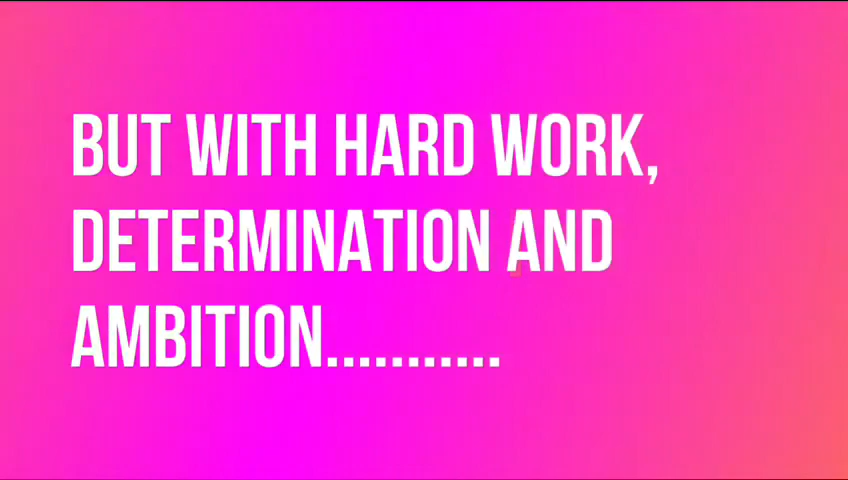 BUT WITH HARD WORK,
DETERMINATION AND
AMBITION...........